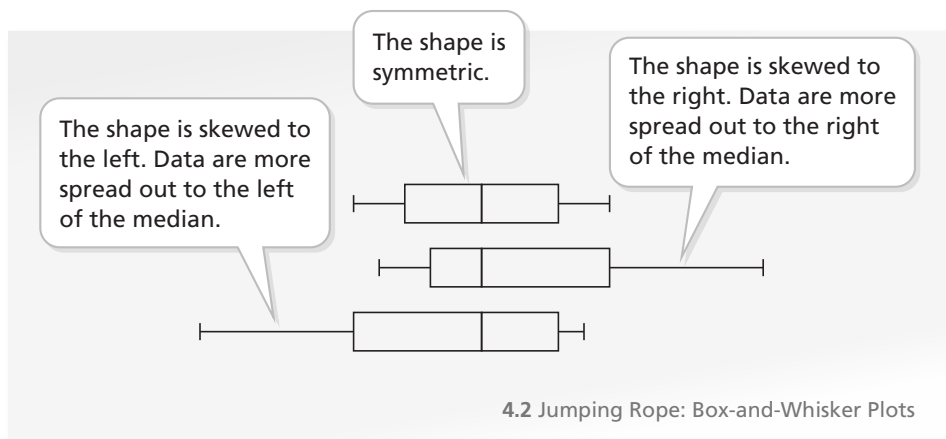 The shape is
symmetric.
The shape is skewed to
the right. Data are more
spread out to the right
of the median.
The shape is skewed to
the left. Data are more
spread out to the left
of the median.
4.2 Jumping Rope: Box-and-Whisker Plots